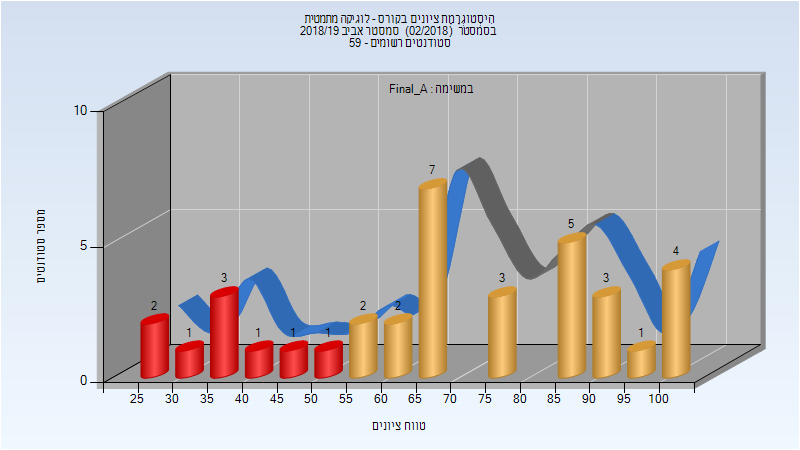 היסטוגרמת ציונים בקורס - לוגיקה מתמטית
בסמסטר (02/2018) סמסטר אביב 2018/19
סטודנטים רשומים - 59
במשימה : Final_A
מספר סטודנטים
10
5
0
2
1
3
1
1
1
2
2
7
3
5
3
1
4
25 30 35 40 45 50 55 60 65 70 75 80 85 90 95 100
טווח ציונים